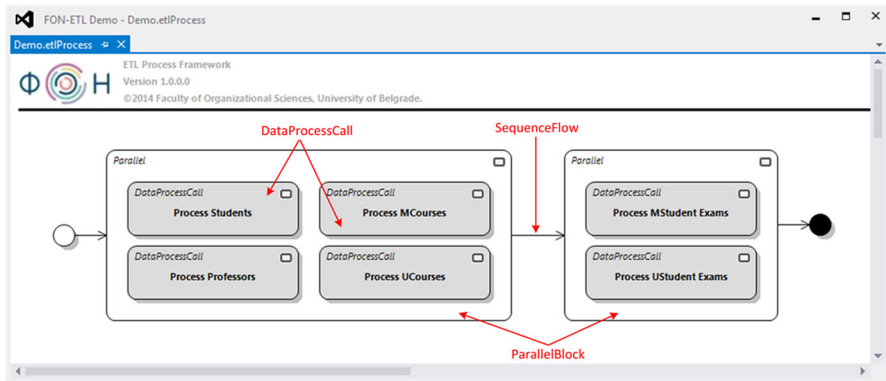 FON-ETL Demo - Demo.etlProcess
Demo.etlProcess
ФОН
ETL Process Framework
Version 1.0.0.0
©2014 Faculty of Organizational Sciences, University of Belgrade.
DataProcessCall
SequenceFlow
Parallel
Parallel
DataProcessCall
Process Students
DataProcessCall
Process MCourses
DataProcessCall
Process MStudent Exams
DataProcessCall
Process Professors
DataProcessCall
Process UCourses
DataProcessCall
Process UStudent Exams
ParallelBlock